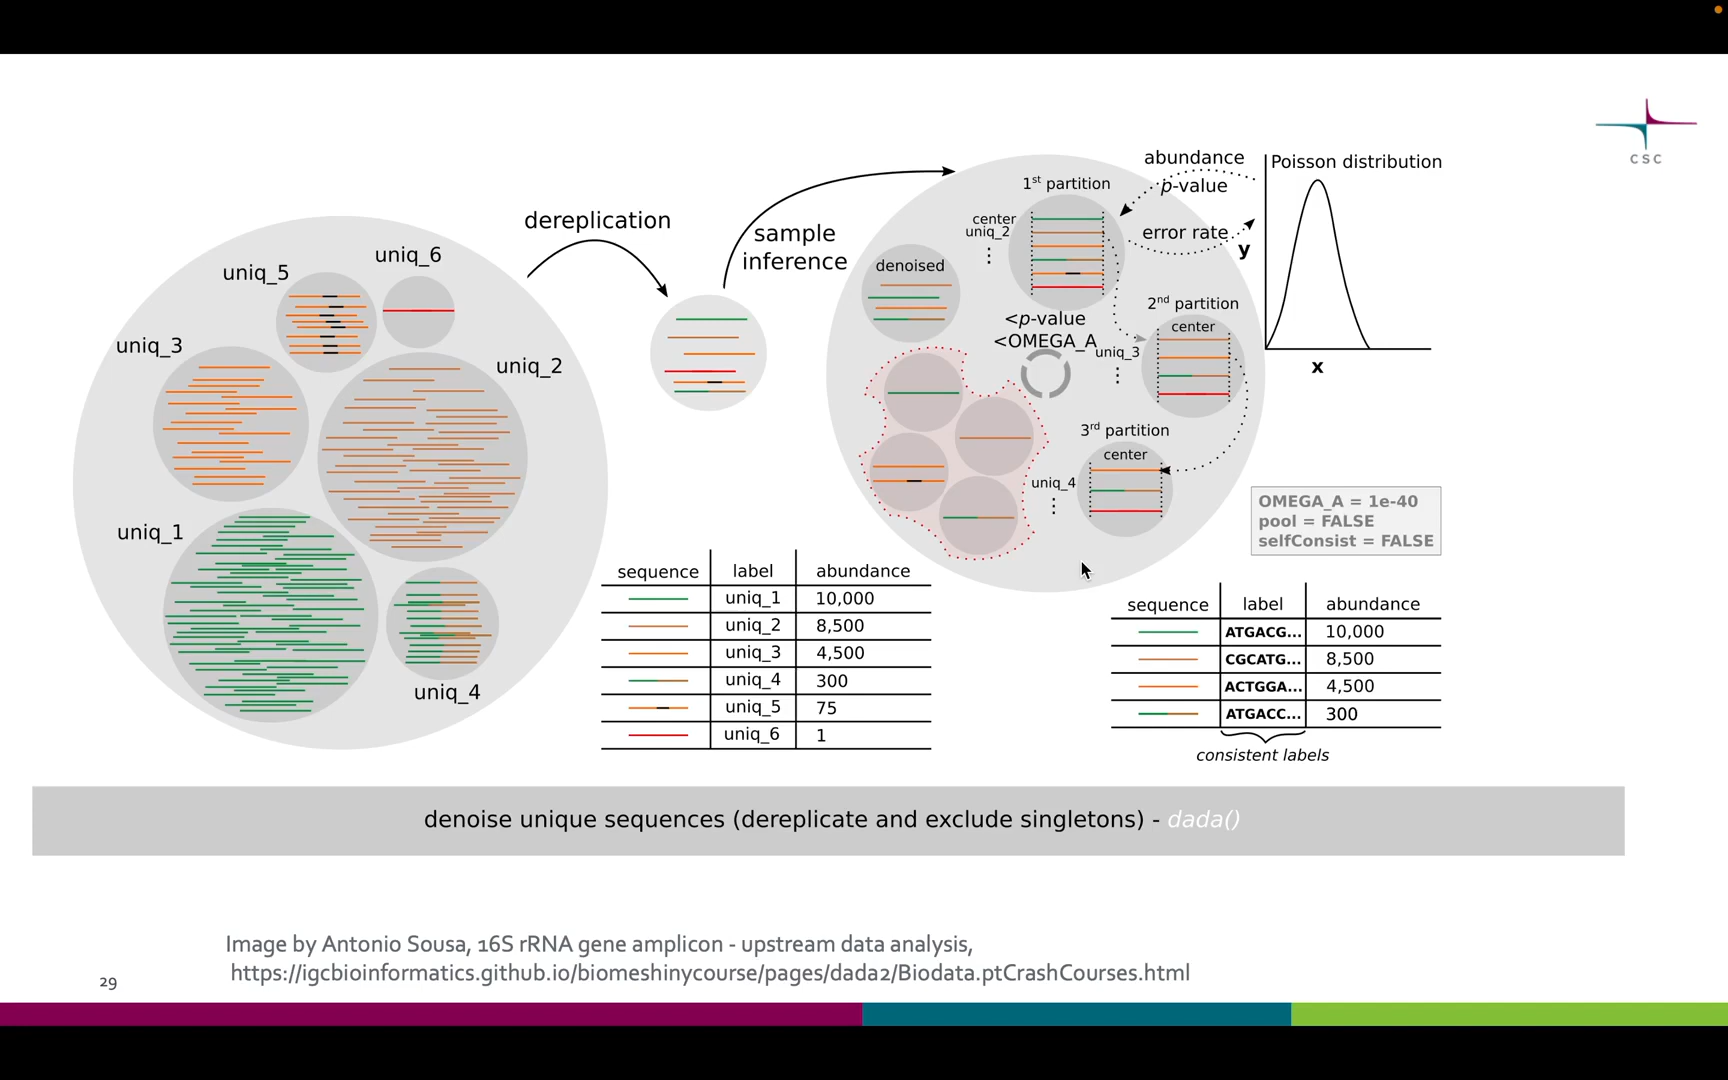 CSC
uniq_6
uniq_5
uniq_3
uniq_2
uniq_1
uniq_4
dereplication
sample
inference
denoised
1st partition
center
uniq_2
⋮
abundance
p-value
error rate
Poisson distribution
y
x
<p-value
<OMEGA_A
2nd partition
center
uniq_3
⋮
3rd partition
center
uniq_4
⋮
OMEGA_A = 1e-40
pool = FALSE
selfConsist = FALSE
sequence label abundance
uniq_1 10,000
uniq_2 8,500
uniq_3 4,500
uniq_4 300
uniq_5 75
uniq_6 1
sequence label abundance
ATGACG... 10,000
CGCATG... 8,500
ACTGGA... 4,500
ATGACC... 300
consistent labels
denoise unique sequences (dereplicate and exclude singletons) - dada()
Image by Antonio Sousa, 16S rRNA gene amplicon - upstream data analysis,
https://igcbioinformatics.github.io/biomeshinycourse/pages/dada2/Biodata.ptCrashCourses.html
29